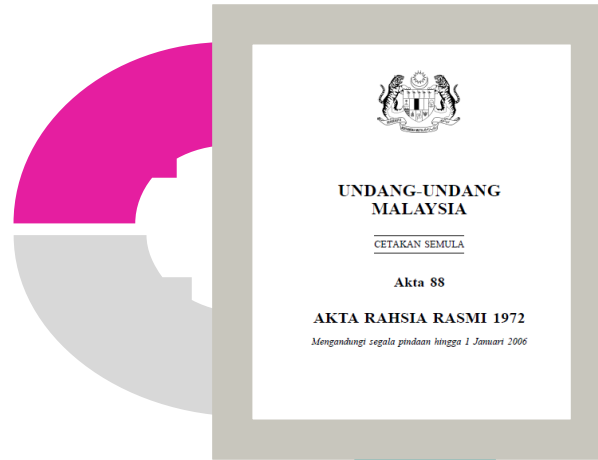 UNDANG-UNDANG
MALAYSIA
CETAKAN SEMULA
Akta 88
AKTA RAHSIA RASMI 1972
Mengandungi segala pindaan hingga 1 Januari 2006